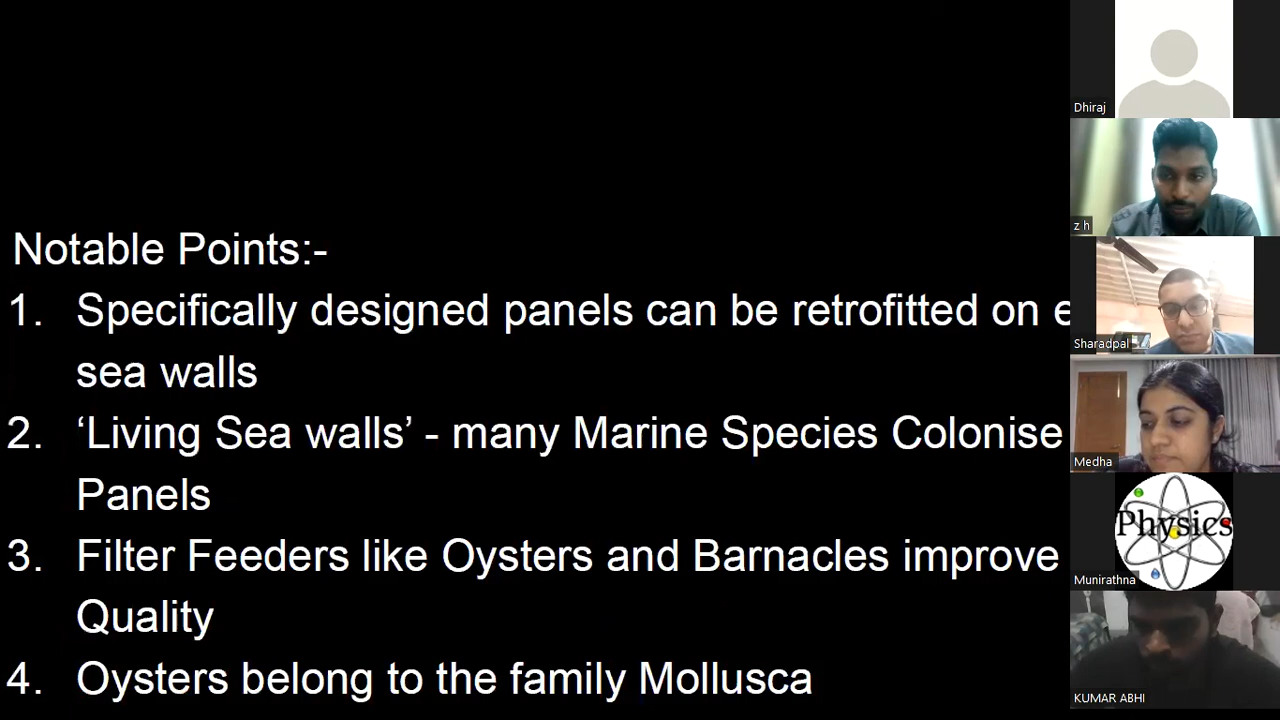 Notable Points:-
1. Specifically designed panels can be retrofitted on e
sea walls
2. ‘Living Sea walls’ - many Marine Species Colonise
Panels
3. Filter Feeders like Oysters and Barnacles improve
Quality
4. Oysters belong to the family Mollusca
Dhiraj
z h
Sharadpal
Medha
Physics
Munirathna
KUMAR ABHI